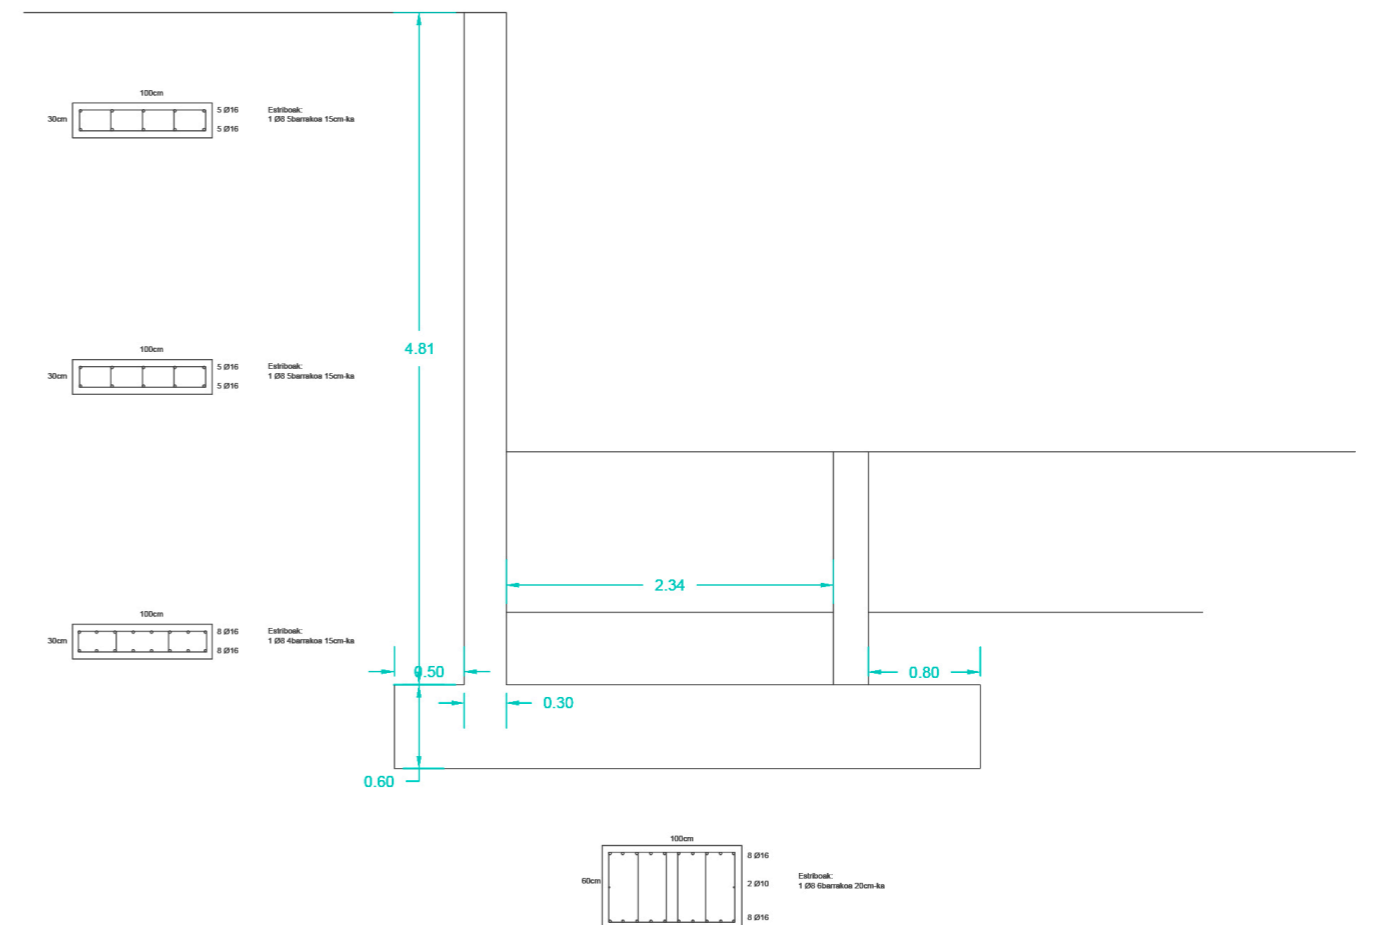 100cm
30cm
5 Ø16
5 Ø16
Estriboak:
1 Ø8 5barrakoa 15cm-ka
4.81
100cm
30cm
5 Ø16
5 Ø16
Estriboak:
1 Ø8 5barrakoa 15cm-ka
2.34
100cm
30cm
8 Ø16
8 Ø16
Estriboak:
1 Ø8 4barrakoa 15cm-ka
0.50
0.80
0.30
0.60
100cm
60cm
8 Ø16
2 Ø10
8 Ø16
Estriboak:
1 Ø8 6barrakoa 20cm-ka